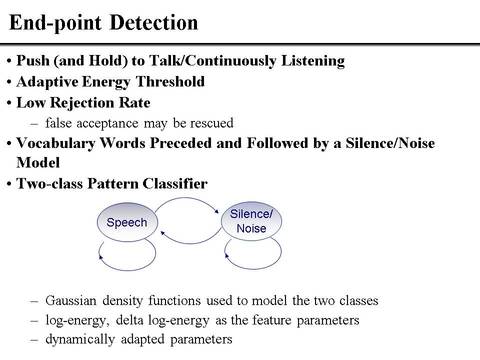 End-point Detection
• Push (and Hold) to Talk/Continuously Listening
• Adaptive Energy Threshold
• Low Rejection Rate
– false acceptance may be rescued
• Vocabulary Words Preceded and Followed by a Silence/Noise
Model
• Two-class Pattern Classifier
Speech
Silence/
Noise
– Gaussian density functions used to model the two classes
– log-energy, delta log-energy as the feature parameters
– dynamically adapted parameters